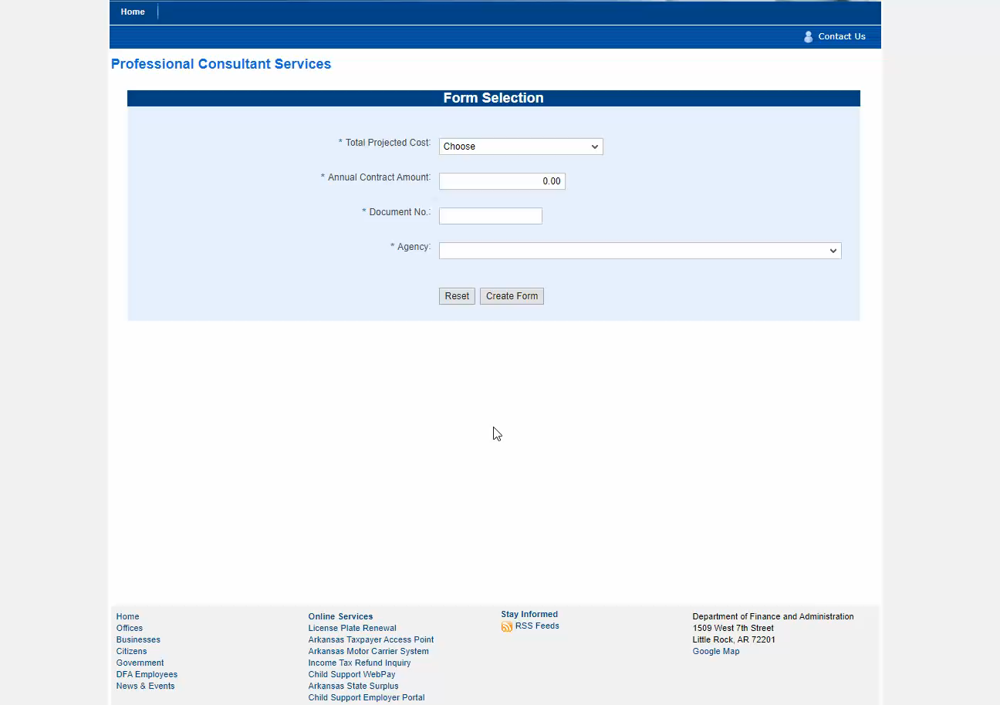 Home
Contact Us
Professional Consultant Services
Form Selection
* Total Projected Cost: Choose
* Annual Contract Amount: 0.00
* Document No.:
* Agency:
Reset Create Form
Home
Offices
Businesses
Citizens
Government
DFA Employees
News & Events
Online Services
License Plate Renewal
Arkansas Taxpayer Access Point
Arkansas Motor Carrier System
Income Tax Refund Inquiry
Child Support WebPay
Arkansas State Surplus
Child Support Employer Portal
Stay Informed
RSS Feeds
Department of Finance and Administration
1509 West 7th Street
Little Rock, AR 72201
Google Map